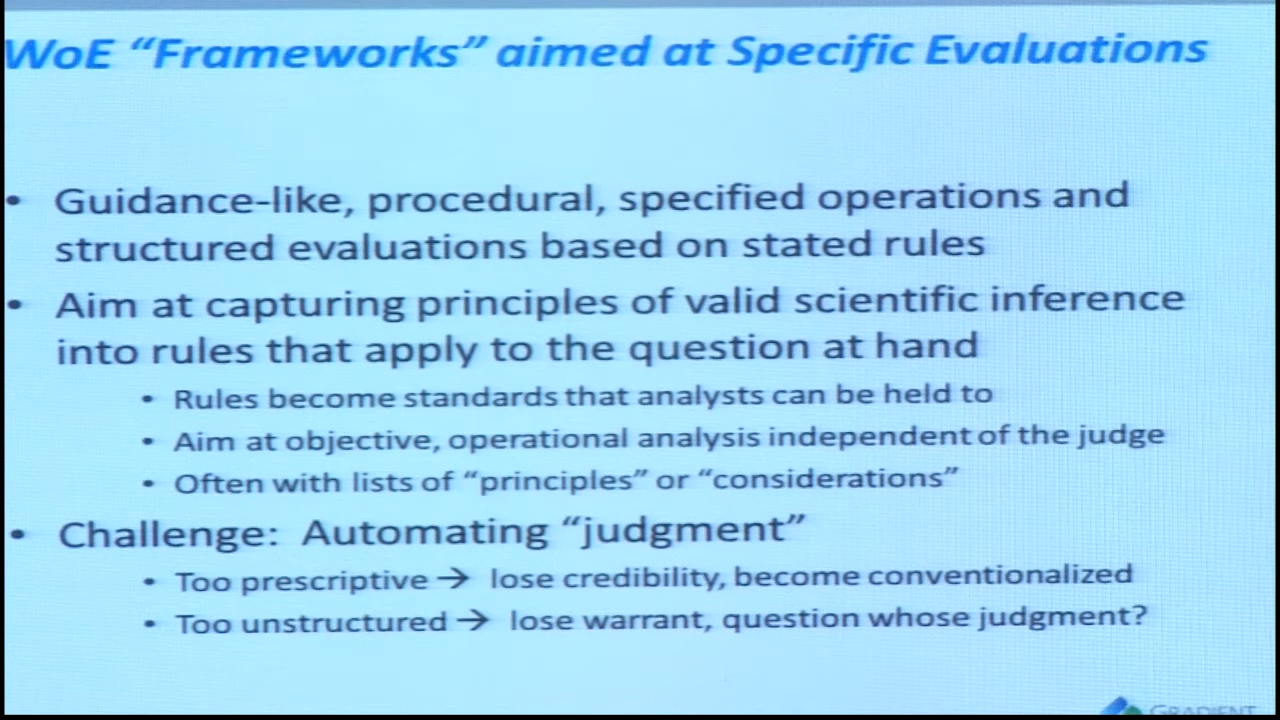 WoE “Frameworks” aimed at Specific Evaluations
• Guidance-like, procedural, specified operations and
structured evaluations based on stated rules
• Aim at capturing principles of valid scientific inference
into rules that apply to the question at hand
• Rules become standards that analysts can be held to
• Aim at objective, operational analysis independent of the judge
• Often with lists of “principles” or “considerations”
• Challenge: Automating “judgment”
• Too prescriptive → lose credibility, become conventionalized
• Too unstructured → lose warrant, question whose judgment?
GRADIENT